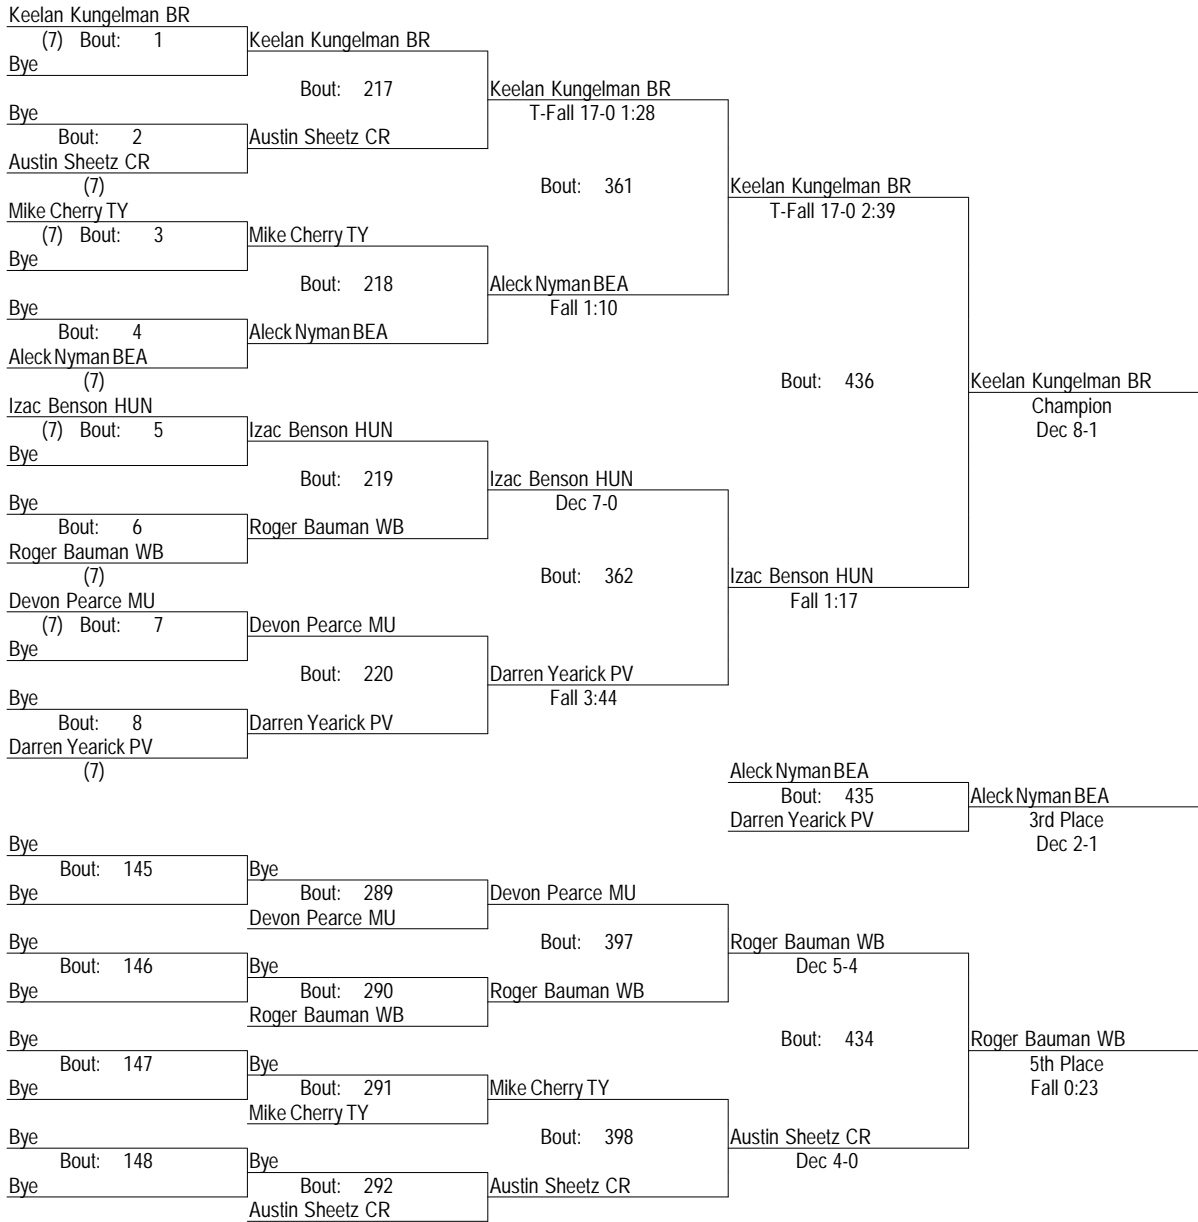 Keelan Kungelman BR
(7) Bout: 1 Keelan Kungelman BR
Bye
Bout: 217 Keelan Kungelman BR
Bye T-Fall 17-0 1:28
Bout: 2 Austin Sheetz CR
Austin Sheetz CR
(7) Bout: 361 Keelan Kungelman BR
Mike Cherry TY T-Fall 17-0 2:39
(7) Bout: 3 Mike Cherry TY
Bye
Bout: 218 Aleck Nyman BEA
Bye Fall 1:10
Bout: 4 Aleck Nyman BEA
Aleck Nyman BEA
(7) Bout: 436 Keelan Kungelman BR
Izac Benson HUN Champion
(7) Bout: 5 Izac Benson HUN Dec 8-1
Bye
Bout: 219 Izac Benson HUN
Bye Dec 7-0
Bout: 6 Roger Bauman WB
Roger Bauman WB
(7) Bout: 362 Izac Benson HUN
Devon Pearce MU Fall 1:17
(7) Bout: 7 Devon Pearce MU
Bye
Bout: 220 Darren Yearick PV
Bye Fall 3:44
Bout: 8 Darren Yearick PV
Darren Yearick PV
(7) Aleck Nyman BEA
Bout: 435 Aleck Nyman BEA
Darren Yearick PV 3rd Place
Bye Dec 2-1
Bout: 145 Bye
Bye Bout: 289 Devon Pearce MU
Devon Pearce MU
Bye Bout: 397 Roger Bauman WB
Bout: 146 Bye Dec 5-4
Bye Bout: 290 Roger Bauman WB
Roger Bauman WB
Bye Bout: 434 Roger Bauman WB
Bout: 147 Bye 5th Place
Bye Bout: 291 Mike Cherry TY Fall 0:23
Mike Cherry TY
Bye Bout: 398 Austin Sheetz CR
Bout: 148 Bye Dec 4-0
Bye Bout: 292 Austin Sheetz CR
Austin Sheetz CR